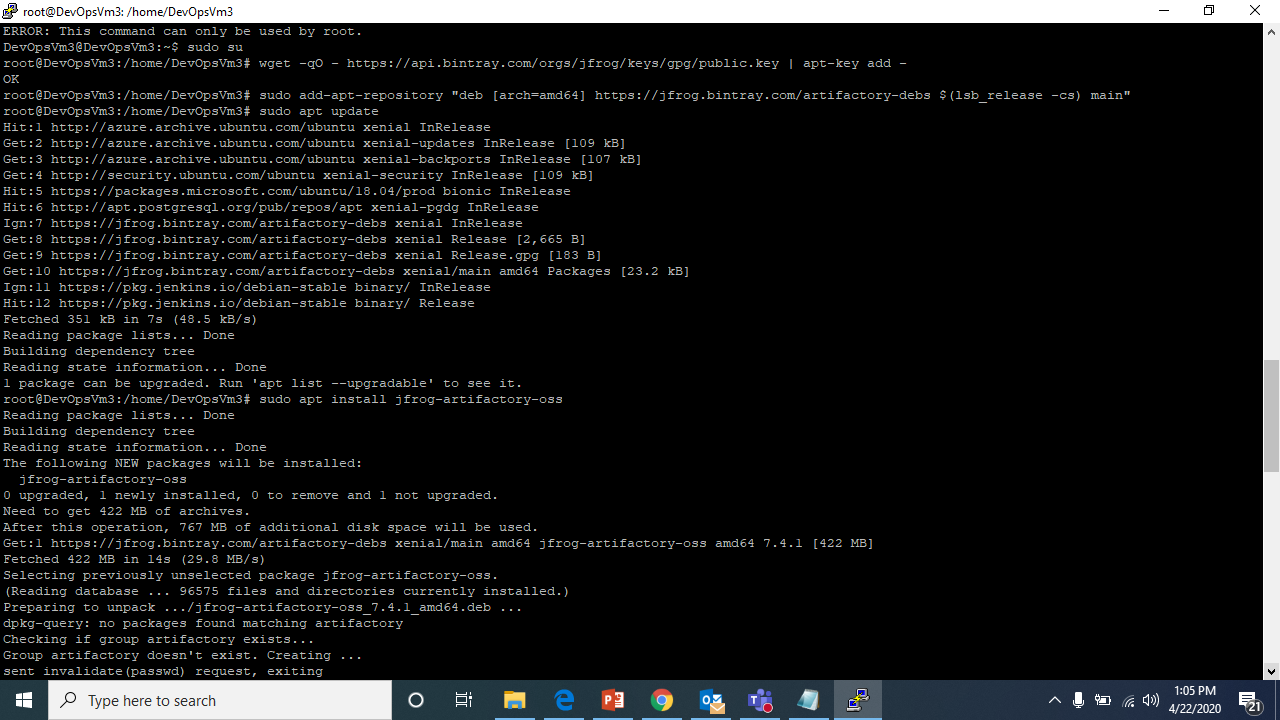 root@DevOpsVm3: /home/DevOpsVm3
ERROR: This command can only be used by root.
DevOpsVm3@DevOpsVm3:~$ sudo su
root@DevOpsVm3:/home/DevOpsVm3# wget -qO - https://api.bintray.com/orgs/jfrog/keys/gpg/public.key | apt-key add -
OK
root@DevOpsVm3:/home/DevOpsVm3# sudo add-apt-repository "deb [arch=amd64] https://jfrog.bintray.com/artifactory-debs $(lsb_release -cs) main"
root@DevOpsVm3:/home/DevOpsVm3# sudo apt update
Hit:1 http://azure.archive.ubuntu.com/ubuntu xenial InRelease
Get:2 http://azure.archive.ubuntu.com/ubuntu xenial-updates InRelease [109 kB]
Get:3 http://azure.archive.ubuntu.com/ubuntu xenial-backports InRelease [107 kB]
Get:4 http://security.ubuntu.com/ubuntu xenial-security InRelease [109 kB]
Hit:5 https://packages.microsoft.com/ubuntu/18.04/prod bionic InRelease
Hit:6 http://apt.postgresql.org/pub/repos/apt xenial-pgdg InRelease
Ign:7 https://jfrog.bintray.com/artifactory-debs xenial InRelease
Get:8 https://jfrog.bintray.com/artifactory-debs xenial Release [2,665 B]
Get:9 https://jfrog.bintray.com/artifactory-debs xenial Release.gpg [183 B]
Get:10 https://jfrog.bintray.com/artifactory-debs xenial/main amd64 Packages [23.2 kB]
Ign:11 https://pkg.jenkins.io/debian-stable binary/ InRelease
Hit:12 https://pkg.jenkins.io/debian-stable binary/ Release
Fetched 351 kB in 7s (48.5 kB/s)
Reading package lists... Done
Building dependency tree
Reading state information... Done
1 package can be upgraded. Run 'apt list --upgradable' to see it.
root@DevOpsVm3:/home/DevOpsVm3# sudo apt install jfrog-artifactory-oss
Reading package lists... Done
Building dependency tree
Reading state information... Done
The following NEW packages will be installed:
jfrog-artifactory-oss
0 upgraded, 1 newly installed, 0 to remove and 1 not upgraded.
Need to get 422 MB of archives.
After this operation, 767 MB of additional disk space will be used.
Get:1 https://jfrog.bintray.com/artifactory-debs xenial/main amd64 jfrog-artifactory-oss amd64 7.4.1 [422 MB]
Fetched 422 MB in 14s (29.8 MB/s)
Selecting previously unselected package jfrog-artifactory-oss.
(Reading database ... 96575 files and directories currently installed.)
Preparing to unpack .../jfrog-artifactory-oss_7.4.1_amd64.deb ...
dpkg-query: no packages found matching artifactory
Checking if group artifactory exists...
Group artifactory doesn't exist. Creating ...
sent invalidate(passwd) request, exiting
Type here to search
1:05 PM
4/22/2020
21